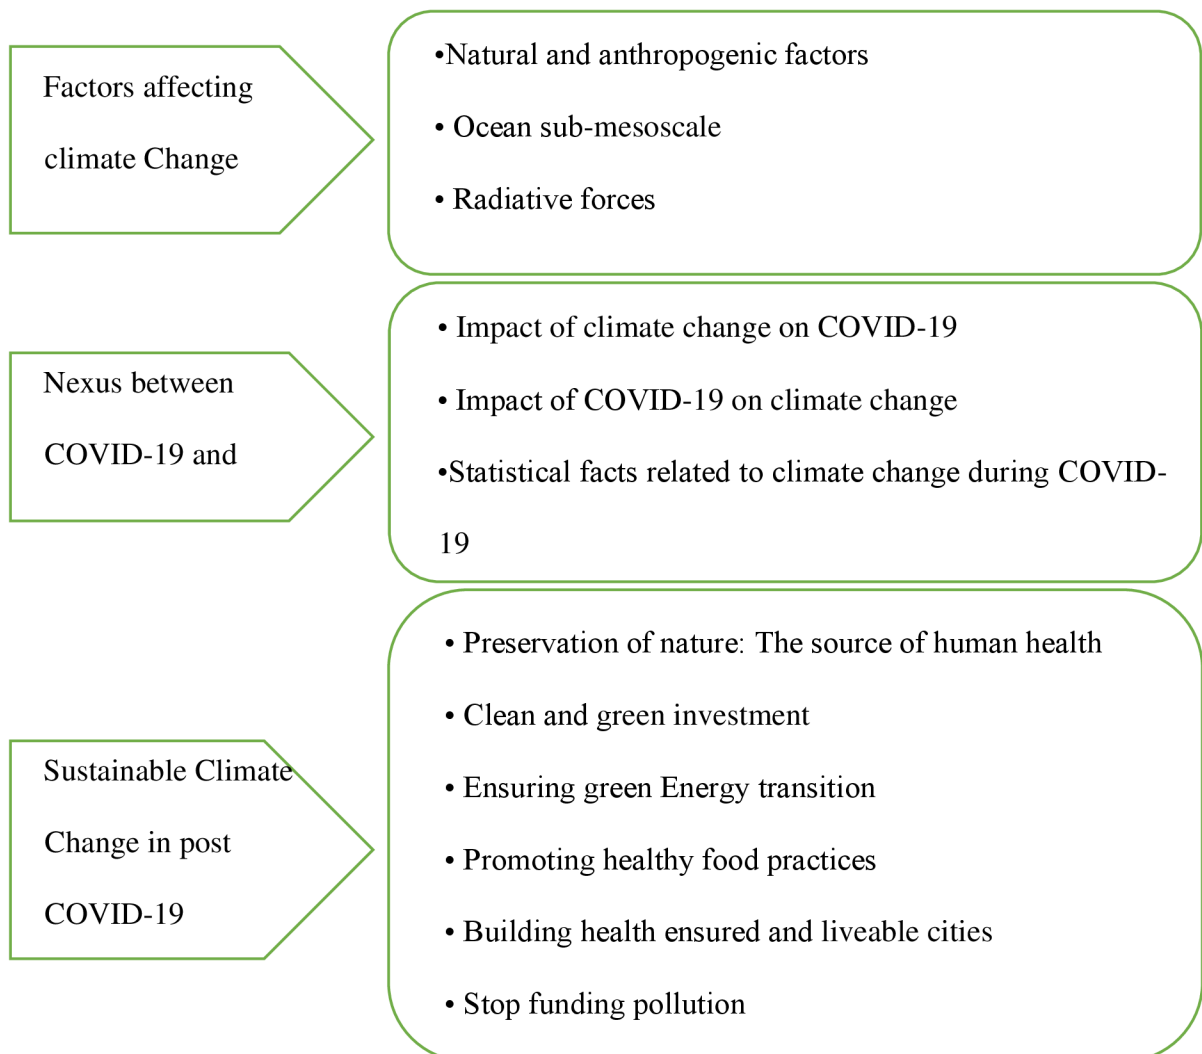 Factors affecting
climate Change
•Natural and anthropogenic factors
• Ocean sub-mesoscale
• Radiative forces
Nexus between
COVID-19 and
• Impact of climate change on COVID-19
• Impact of COVID-19 on climate change
•Statistical facts related to climate change during COVID-
19
Sustainable Climate
Change in post
COVID-19
• Preservation of nature: The source of human health
• Clean and green investment
• Ensuring green Energy transition
• Promoting healthy food practices
• Building health ensured and liveable cities
• Stop funding pollution